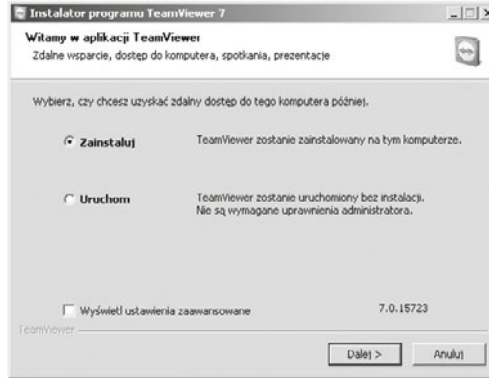 Instalator programu TeamViewer 7
Witamy w aplikacji TeamViewer
Zdalne wsparcie, dostęp do komputera, spotkania, prezentacje
Wybierz, czy chcesz uzyskać zdalny dostęp do tego komputera później.
Zainstaluj TeamViewer zostanie zainstalowany na tym komputerze.
Uruchom TeamViewer zostanie uruchomiony bez instalacji.
Nie są wymagane uprawnienia administratora.
Wyświetl ustawienia zaawansowane 7.0.15723
TeamViewer
Dalej > Anuluj